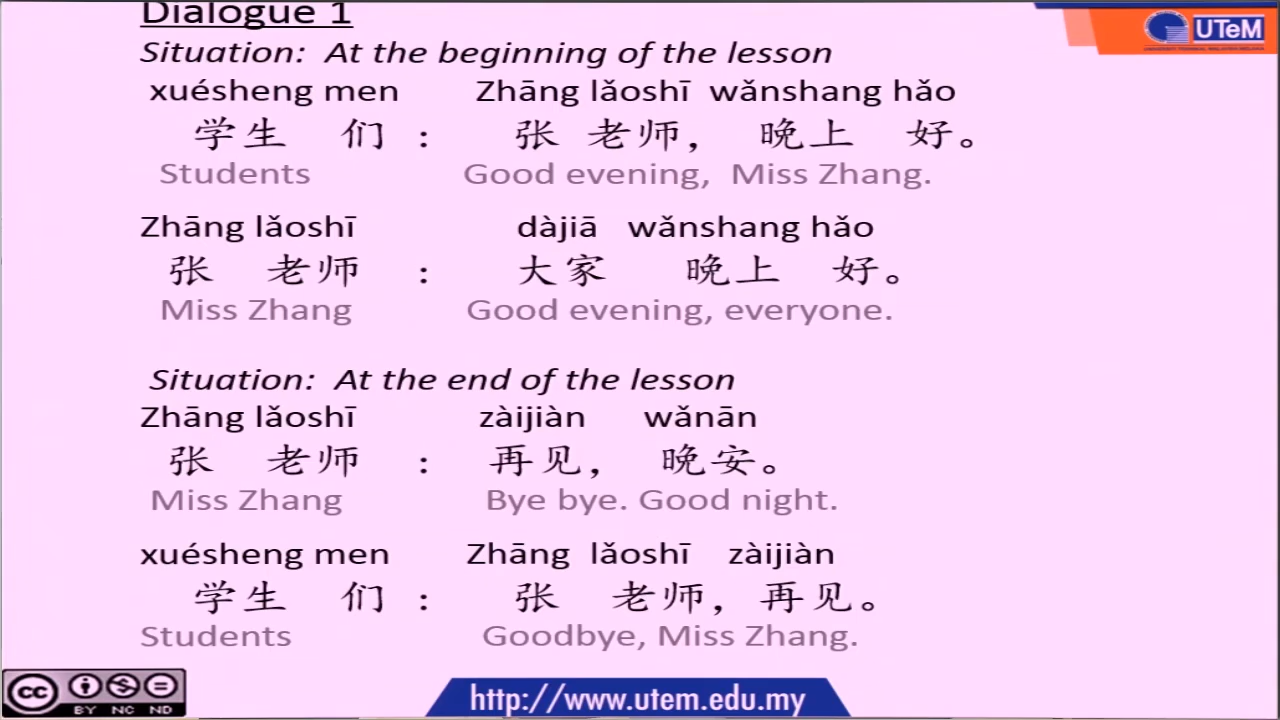 Dialogue 1
UTeM
Situation: At the beginning of the lesson
xuésheng men Zhāng lǎoshī wǎnshang hǎo
学生 们 : 张 老师, 晚上 好。
Students Good evening, Miss Zhang.
Zhāng lǎoshī dàjiā wǎnshang hǎo
张 老师 : 大家 晚上 好。
Miss Zhang Good evening, everyone.
Situation: At the end of the lesson
Zhāng lǎoshī zàijiàn wǎnān
张 老师 : 再见, 晚安。
Miss Zhang Bye bye. Good night.
xuésheng men Zhāng lǎoshī zàijiàn
学生 们 : 张 老师, 再见。
Students Goodbye, Miss Zhang.
cc BY NC ND
http://www.utem.edu.my